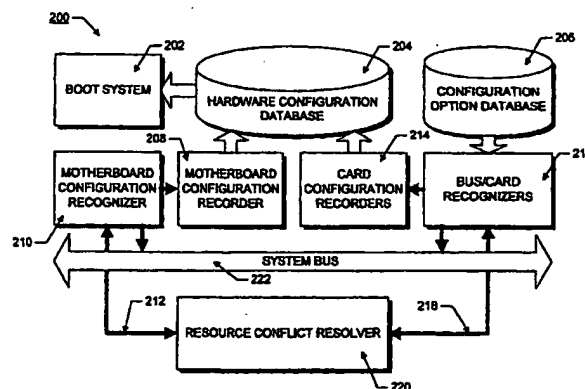 200
202
BOOT SYSTEM
204
HARDWARE CONFIGURATION
DATABASE
206
CONFIGURATION
OPTION DATABASE
208
214
MOTHERBOARD
CONFIGURATION
RECOGNIZER
MOTHERBOARD
CONFIGURATION
RECORDER
CARD
CONFIGURATION
RECORDERS
BUS/CARD
RECOGNIZERS
210
SYSTEM BUS
222
212
218
RESOURCE CONFLICT RESOLVER
220